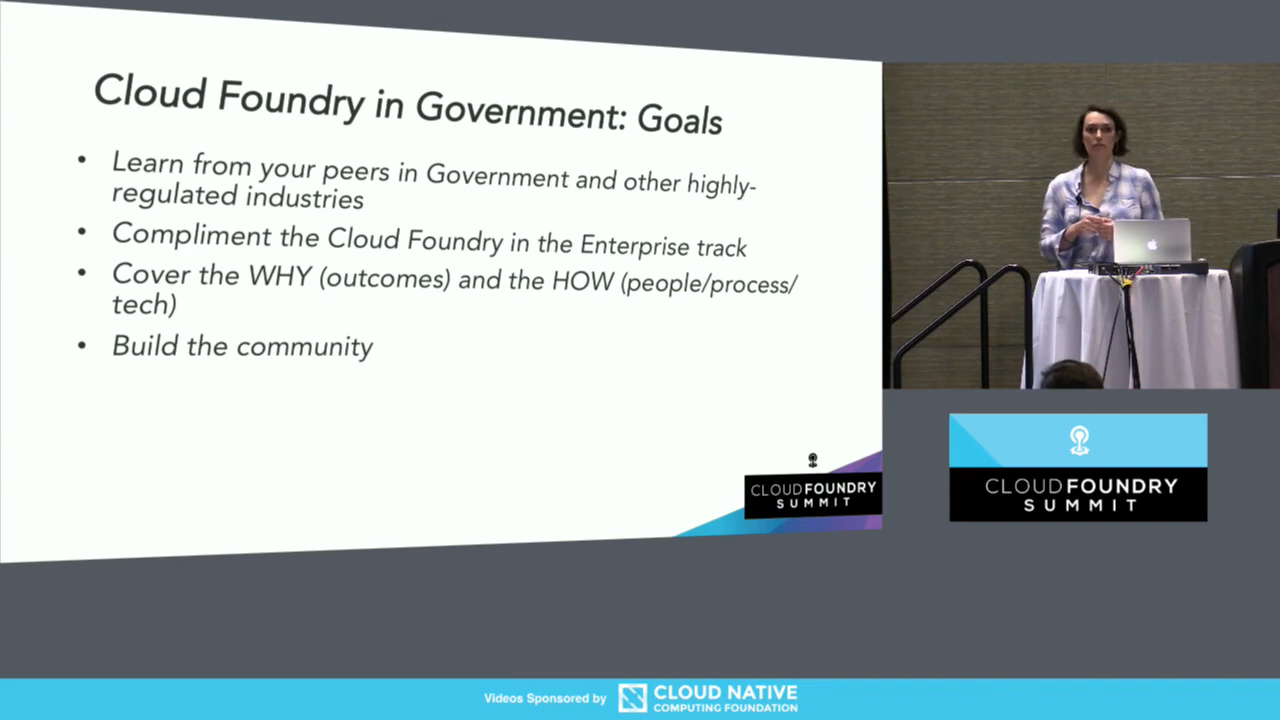 Cloud Foundry in Government: Goals
• Learn from your peers in Government and other highly-
regulated industries
• Compliment the Cloud Foundry in the Enterprise track
• Cover the WHY (outcomes) and the HOW (people/process/
tech)
• Build the community
CLOUDFOUNDRY
SUMMIT
CLOUDFOUNDRY
SUMMIT
Videos Sponsored by
CLOUD NATIVE
COMPUTING FOUNDATION